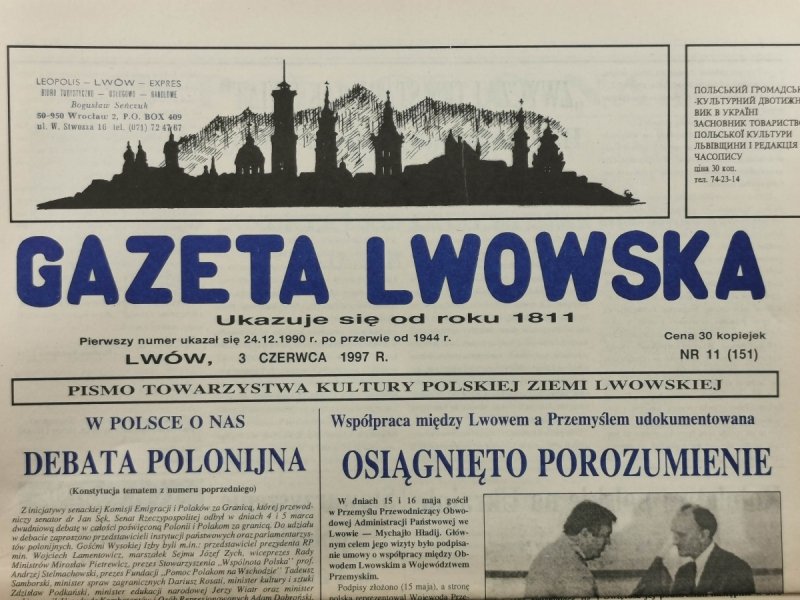 LEOPOLIS – LWÓW – EXPRES
BIURO TURYSTYCZNO – USŁUGOWO – HANDLOWE
Bogusław Seńczuk
50-950 Wrocław 2, P.O. BOX 409
ul. W. Stwosza 16 tel. (071) 72 47 67
ПОЛЬСЬКИЙ ГРОМАДСЬ
-КУЛЬТУРНИЙ ДВОТИЖН
ВИК В УКРАЇНІ
ЗАСНОВНИК ТОВАРИСТВО
ПОЛЬСЬКОЇ КУЛЬТУРИ
ЛЬВІВЩИНИ І РЕДАКЦІЯ
ЧАСОПИСУ
ціна 30 коп.
тел. 74-23-14
GAZETA LWOWSKA
Ukazuje się od roku 1811
Pierwszy numer ukazał się 24.12.1990 r. po przerwie od 1944 r.
Cena 30 kopiejek
LWÓW, 3 CZERWCA 1997 R.
NR 11 (151)
PISMO TOWARZYSTWA KULTURY POLSKIEJ ZIEMI LWOWSKIEJ
W POLSCE O NAS
DEBATA POLONIJNA
(Konstytucja tematem z numeru poprzedniego)
Z inicjatywy senackiej Komisji Emigracji i Polaków za Granicą, której przewod-
niczy senator dr Jan Sęk, Senat Rzeczypospolitej odbył w dniach 4 i 5 marca
dwudniową debatę w całości poświęconą Polonii i Polakom za granicą. Do udziału
w debacie zaproszono przedstawicieli instytucji państwowych oraz parlamentarzys-
tów polonijnych. Gośćmi Wysokiej Izby byli m.in.: przedstawiciel prezydenta RP
min. Wojciech Lamentowicz, marszałek Sejmu Józef Zych, wiceprezes Rady
Ministrów Mirosław Pietrewicz, prezes Stowarzyszenia „Wspólnota Polska" prof.
Andrzej Stelmachowski, prezes Fundacji „Pomoc Polakom na Wschodzie" Tadeusz
Samborski, minister spraw zagranicznych Dariusz Rosati, minister kultury i sztuki
Zdzisław Podkański, minister edukacji narodowej Jerzy Wiatr oraz minister
Współpraca między Lwowem a Przemyślem udokumentowana
OSIĄGNIĘTO POROZUMIENIE
W dniach 15 i 16 maja gościł
w Przemyślu Przewodniczący Obwo-
dowej Administracji Państwowej we
Lwowie — Mychajło Hładij. Głów-
nym celem jego wizyty było podpisa-
nie umowy o współpracy między Ob-
wodem Lwowskim a Województwem
Przemyskim.
Podpisy złożono (15 maja), a stronę